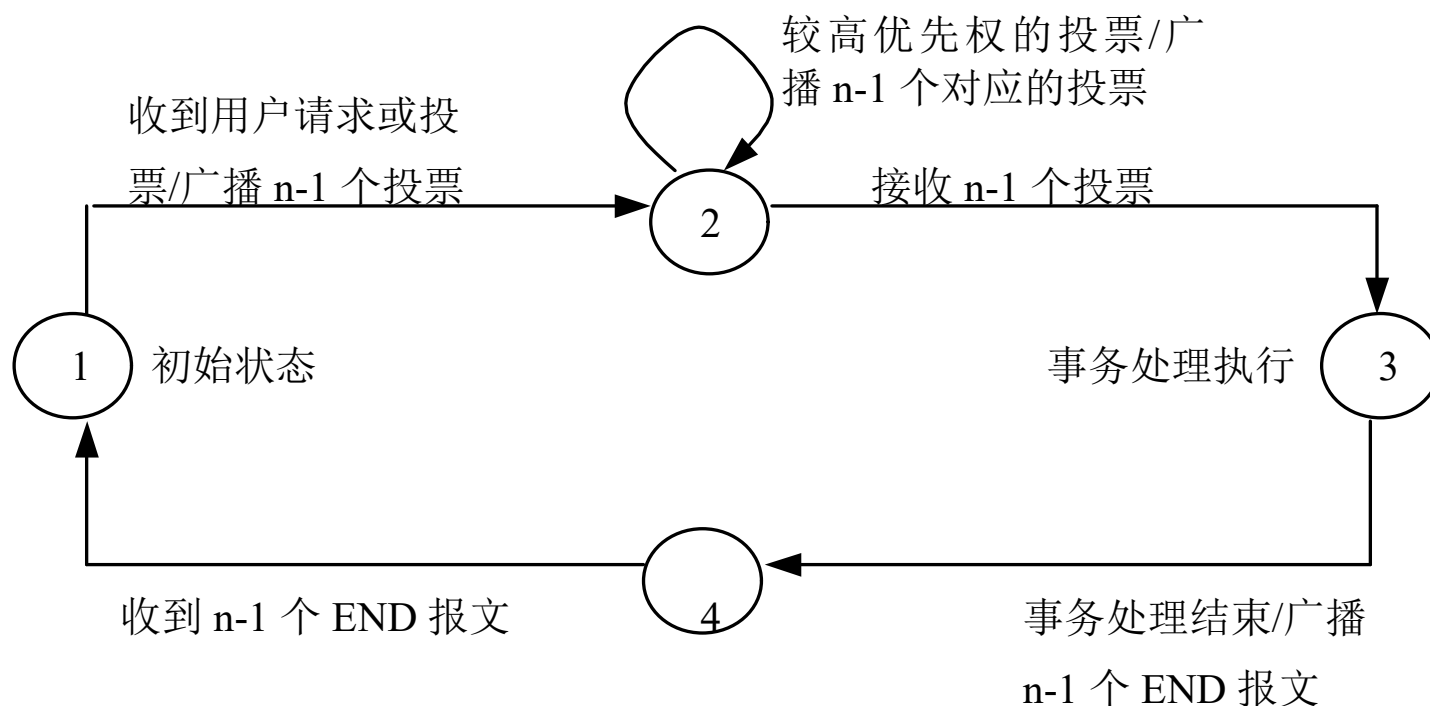 较高优先权的投票/广
播 n-1 个对应的投票
收到用户请求或投
票/广播 n-1 个投票
接收 n-1 个投票
2
1
初始状态
事务处理执行
3
4
收到 n-1 个 END 报文
事务处理结束/广播
n-1 个 END 报文